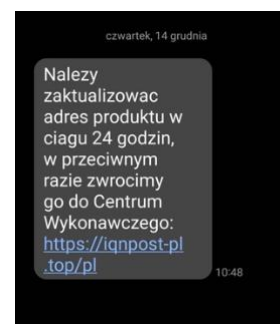 czwartek, 14 grudnia
Nalezy
zaktualizowac
adres produktu w
ciagu 24 godzin,
w przeciwnym
razie zwrocimy
go do Centrum
Wykonawczego:
https://iqnpost-pl
.top/pl
10:48